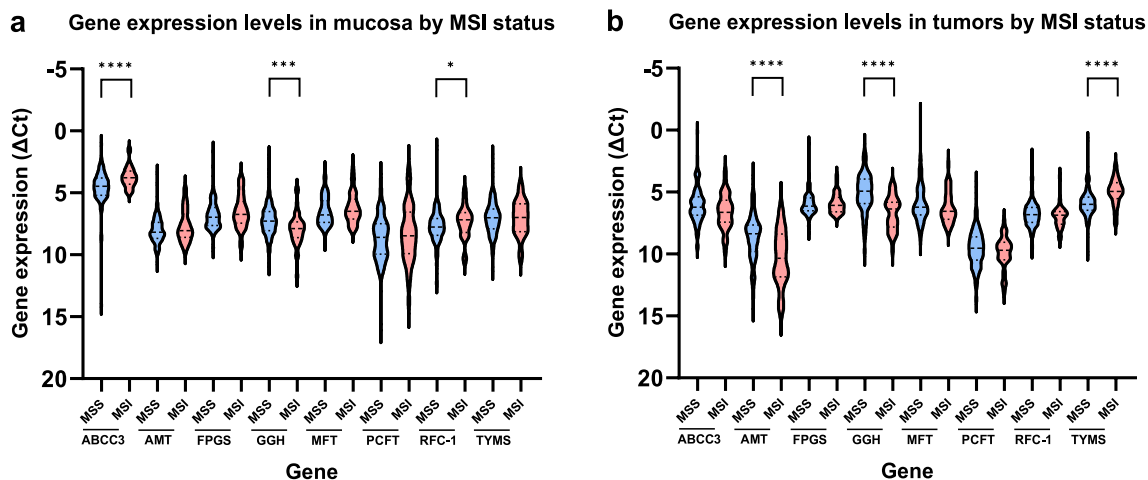 a Gene expression levels in mucosa by MSI status
**** *** *
Gene expression (ΔCt)
-5
0
5
10
15
20
MSS MSI MSS MSI MSS MSI MSS MSI MSS MSI MSS MSI MSS MSI MSS MSI
ABCC3 AMT FPGS GGH MFT PCFT RFC-1 TYMS
Gene
b Gene expression levels in tumors by MSI status
**** **** ****
Gene expression (ΔCt)
-5
0
5
10
15
20
MSS MSI MSS MSI MSS MSI MSS MSI MSS MSI MSS MSI MSS MSI MSS MSI
ABCC3 AMT FPGS GGH MFT PCFT RFC-1 TYMS
Gene